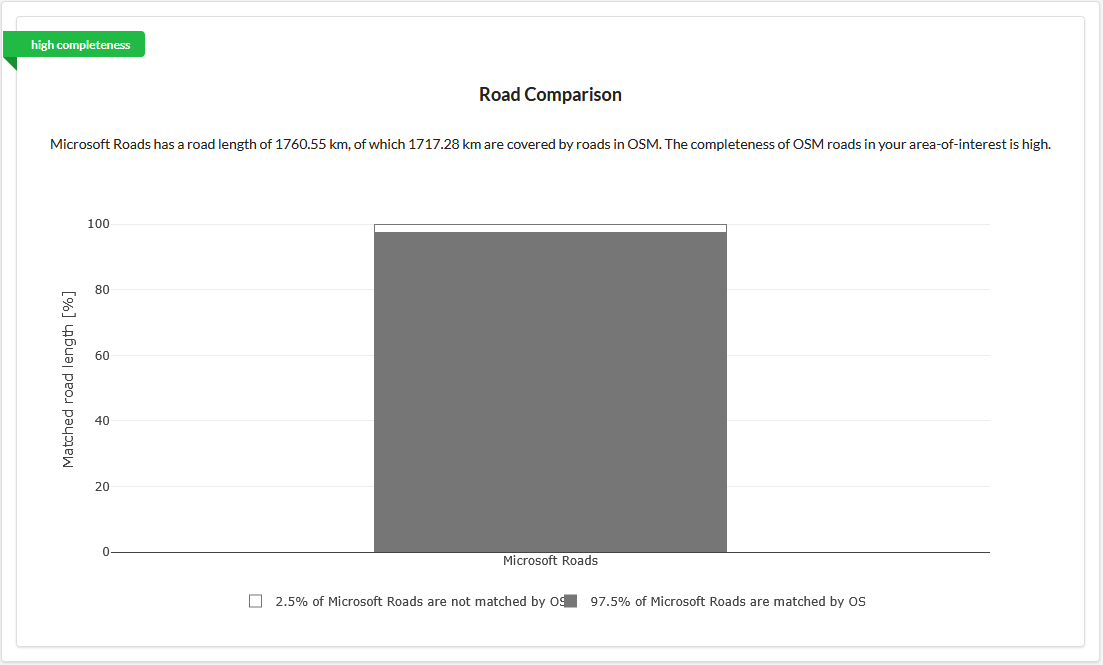 high completeness
Road Comparison
Microsoft Roads has a road length of 1760.55 km, of which 1717.28 km are covered by roads in OSM. The completeness of OSM roads in your area-of-interest is high.
100
80
60
40
20
0
Matched road length [%]
Microsoft Roads
2.5% of Microsoft Roads are not matched by OS
97.5% of Microsoft Roads are matched by OS